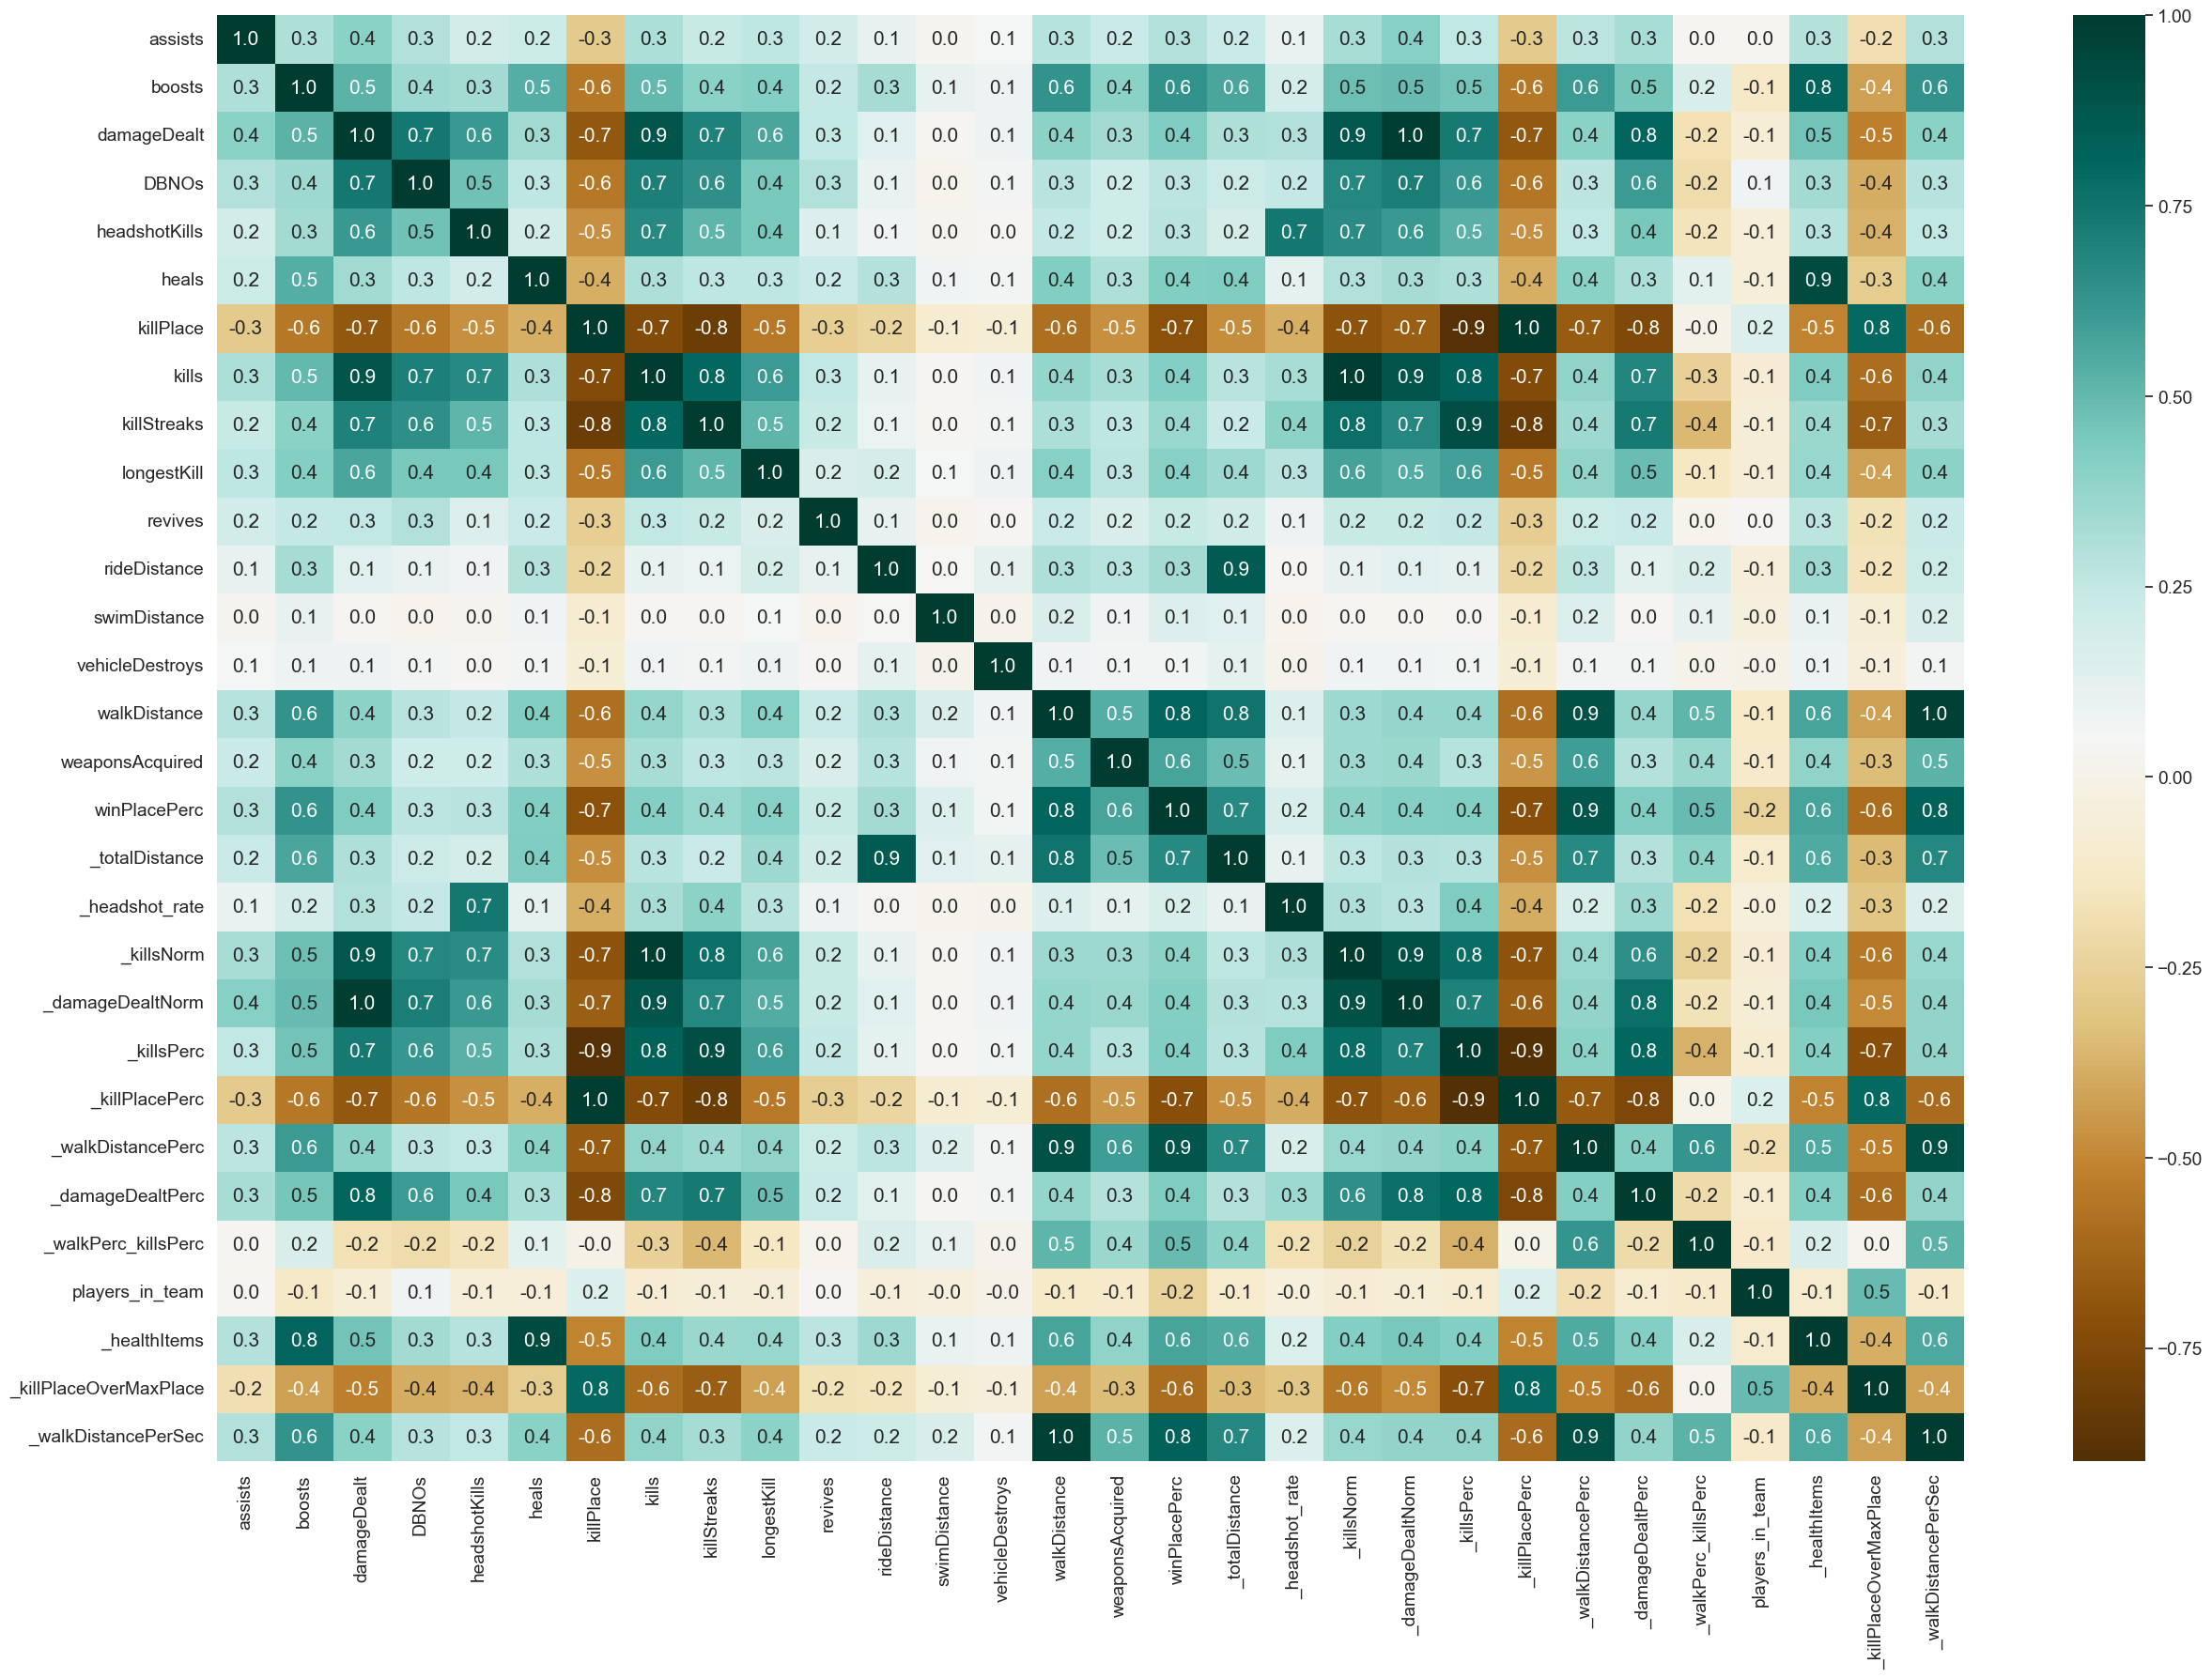 assists 1.0 0.3 0.4 0.3 0.2 0.2 -0.3 0.3 0.2 0.3 0.2 0.1 0.0 0.1 0.3 0.2 0.3 0.2 0.1 0.3 0.4 0.3 -0.3 0.3 0.3 0.0 0.0 0.3 -0.2 0.3
boosts 0.3 1.0 0.5 0.4 0.3 0.5 -0.6 0.5 0.4 0.4 0.2 0.3 0.1 0.1 0.6 0.4 0.6 0.6 0.2 0.5 0.5 0.5 -0.6 0.6 0.5 0.2 -0.1 0.8 -0.4 0.6
damageDealt 0.4 0.5 1.0 0.7 0.6 0.3 -0.7 0.9 0.7 0.6 0.3 0.1 0.0 0.1 0.4 0.3 0.4 0.3 0.3 0.9 1.0 0.7 -0.7 0.4 0.8 -0.2 -0.1 0.5 -0.5 0.4
DBNOs 0.3 0.4 0.7 1.0 0.5 0.3 -0.6 0.7 0.6 0.4 0.3 0.1 0.0 0.1 0.3 0.2 0.3 0.2 0.2 0.7 0.7 0.6 -0.6 0.3 0.6 -0.2 0.1 0.3 -0.4 0.3
headshotKills 0.2 0.3 0.6 0.5 1.0 0.2 -0.5 0.7 0.5 0.4 0.1 0.1 0.0 0.0 0.2 0.2 0.3 0.2 0.7 0.7 0.6 0.5 -0.5 0.3 0.4 -0.2 -0.1 0.3 -0.4 0.3
heals 0.2 0.5 0.3 0.3 0.2 1.0 -0.4 0.3 0.3 0.3 0.2 0.3 0.1 0.1 0.4 0.3 0.4 0.4 0.1 0.3 0.3 0.3 -0.4 0.4 0.3 0.1 -0.1 0.9 -0.3 0.4
killPlace -0.3 -0.6 -0.7 -0.6 -0.5 -0.4 1.0 -0.7 -0.8 -0.5 -0.3 -0.2 -0.1 -0.1 -0.6 -0.5 -0.7 -0.5 -0.4 -0.7 -0.7 -0.9 1.0 -0.7 -0.8 -0.0 0.2 -0.5 0.8 -0.6
kills 0.3 0.5 0.9 0.7 0.7 0.3 -0.7 1.0 0.8 0.6 0.3 0.1 0.0 0.1 0.4 0.3 0.4 0.3 0.3 1.0 0.9 0.8 -0.7 0.4 0.7 -0.3 -0.1 0.4 -0.6 0.4
killStreaks 0.2 0.4 0.7 0.6 0.5 0.3 -0.8 0.8 1.0 0.5 0.2 0.1 0.0 0.1 0.3 0.3 0.4 0.2 0.4 0.8 0.7 0.9 -0.8 0.4 0.7 -0.4 -0.1 0.4 -0.7 0.3
longestKill 0.3 0.4 0.6 0.4 0.4 0.3 -0.5 0.6 0.5 1.0 0.2 0.2 0.1 0.1 0.4 0.3 0.4 0.4 0.3 0.6 0.5 0.6 -0.5 0.4 0.5 -0.1 -0.1 0.4 -0.4 0.4
revives 0.2 0.2 0.3 0.3 0.1 0.2 -0.3 0.3 0.2 0.2 1.0 0.1 0.0 0.0 0.2 0.2 0.2 0.2 0.1 0.2 0.2 0.2 -0.3 0.2 0.2 0.0 0.0 0.3 -0.2 0.2
rideDistance 0.1 0.3 0.1 0.1 0.1 0.3 -0.2 0.1 0.1 0.2 0.1 1.0 0.0 0.1 0.3 0.3 0.3 0.9 0.0 0.1 0.1 0.1 -0.2 0.3 0.1 0.2 -0.1 0.3 -0.2 0.2
swimDistance 0.0 0.1 0.0 0.0 0.0 0.1 -0.1 0.0 0.0 0.1 0.0 0.0 1.0 0.0 0.2 0.1 0.1 0.1 0.0 0.0 0.0 0.0 -0.1 0.2 0.0 0.1 -0.0 0.1 -0.1 0.2
vehicleDestroys 0.1 0.1 0.1 0.1 0.0 0.1 -0.1 0.1 0.1 0.1 0.0 0.1 0.0 1.0 0.1 0.1 0.1 0.1 0.0 0.1 0.1 0.1 -0.1 0.1 0.1 0.0 -0.0 0.1 -0.1 0.1
walkDistance 0.3 0.6 0.4 0.3 0.2 0.4 -0.6 0.4 0.3 0.4 0.2 0.3 0.2 0.1 1.0 0.5 0.8 0.8 0.1 0.3 0.4 0.4 -0.6 0.9 0.4 0.5 -0.1 0.6 -0.4 1.0
weaponsAcquired 0.2 0.4 0.3 0.2 0.2 0.3 -0.5 0.3 0.3 0.3 0.2 0.3 0.1 0.1 0.5 1.0 0.6 0.5 0.1 0.3 0.4 0.3 -0.5 0.6 0.3 0.4 -0.1 0.4 -0.3 0.5
winPlacePerc 0.3 0.6 0.4 0.3 0.3 0.4 -0.7 0.4 0.4 0.4 0.2 0.3 0.1 0.1 0.8 0.6 1.0 0.7 0.2 0.4 0.4 0.4 -0.7 0.9 0.4 0.5 -0.2 0.6 -0.6 0.8
_totalDistance 0.2 0.6 0.3 0.2 0.2 0.4 -0.5 0.3 0.2 0.4 0.2 0.9 0.1 0.1 0.8 0.5 0.7 1.0 0.1 0.3 0.3 0.3 -0.5 0.7 0.3 0.4 -0.1 0.6 -0.3 0.7
_headshot_rate 0.1 0.2 0.3 0.2 0.7 0.1 -0.4 0.3 0.4 0.3 0.1 0.0 0.0 0.0 0.1 0.1 0.2 0.1 1.0 0.3 0.3 0.4 -0.4 0.2 0.3 -0.2 -0.0 0.2 -0.3 0.2
_killsNorm 0.3 0.5 0.9 0.7 0.7 0.3 -0.7 1.0 0.8 0.6 0.2 0.1 0.0 0.1 0.3 0.3 0.4 0.3 0.3 1.0 0.9 0.8 -0.7 0.4 0.6 -0.2 -0.1 0.4 -0.6 0.4
_damageDealtNorm 0.4 0.5 1.0 0.7 0.6 0.3 -0.7 0.9 0.7 0.5 0.2 0.1 0.0 0.1 0.4 0.4 0.4 0.3 0.3 0.9 1.0 0.7 -0.6 0.4 0.8 -0.2 -0.1 0.4 -0.5 0.4
_killsPerc 0.3 0.5 0.7 0.6 0.5 0.3 -0.9 0.8 0.9 0.6 0.2 0.1 0.0 0.1 0.4 0.3 0.4 0.3 0.4 0.8 0.7 1.0 -0.9 0.4 0.8 -0.4 -0.1 0.4 -0.7 0.4
_killPlacePerc -0.3 -0.6 -0.7 -0.6 -0.5 -0.4 1.0 -0.7 -0.8 -0.5 -0.3 -0.2 -0.1 -0.1 -0.6 -0.5 -0.7 -0.5 -0.4 -0.7 -0.6 -0.9 1.0 -0.7 -0.8 0.0 0.2 -0.5 0.8 -0.6
_walkDistancePerc 0.3 0.6 0.4 0.3 0.3 0.4 -0.7 0.4 0.4 0.4 0.2 0.3 0.2 0.1 0.9 0.6 0.9 0.7 0.2 0.4 0.4 0.4 -0.7 1.0 0.4 0.6 -0.2 0.5 -0.5 0.9
_damageDealtPerc 0.3 0.5 0.8 0.6 0.4 0.3 -0.8 0.7 0.7 0.5 0.2 0.1 0.0 0.1 0.4 0.3 0.4 0.3 0.3 0.6 0.8 0.8 -0.8 0.4 1.0 -0.2 -0.1 0.4 -0.6 0.4
_walkPerc_killsPerc 0.0 0.2 -0.2 -0.2 -0.2 0.1 -0.0 -0.3 -0.4 -0.1 0.0 0.2 0.1 0.0 0.5 0.4 0.5 0.4 -0.2 -0.2 -0.2 -0.4 0.0 0.6 -0.2 1.0 -0.1 0.2 0.0 0.5
players_in_team 0.0 -0.1 -0.1 0.1 -0.1 -0.1 0.2 -0.1 -0.1 -0.1 0.0 -0.1 -0.0 -0.0 -0.1 -0.1 -0.2 -0.1 -0.0 -0.1 -0.1 -0.1 0.2 -0.2 -0.1 -0.1 1.0 -0.1 0.5 -0.1
_healthItems 0.3 0.8 0.5 0.3 0.3 0.9 -0.5 0.4 0.4 0.4 0.3 0.3 0.1 0.1 0.6 0.4 0.6 0.6 0.2 0.4 0.4 0.4 -0.5 0.5 0.4 0.2 -0.1 1.0 -0.4 0.6
_killPlaceOverMaxPlace -0.2 -0.4 -0.5 -0.4 -0.4 -0.3 0.8 -0.6 -0.7 -0.4 -0.2 -0.2 -0.1 -0.1 -0.4 -0.3 -0.6 -0.3 -0.3 -0.6 -0.5 -0.7 0.8 -0.5 -0.6 0.0 0.5 -0.4 1.0 -0.4
_walkDistancePerSec 0.3 0.6 0.4 0.3 0.3 0.4 -0.6 0.4 0.3 0.4 0.2 0.2 0.2 0.1 1.0 0.5 0.8 0.7 0.2 0.4 0.4 0.4 -0.6 0.9 0.4 0.5 -0.1 0.6 -0.4 1.0
assists
boosts
damageDealt
DBNOs
headshotKills
heals
killPlace
kills
killStreaks
longestKill
revives
rideDistance
swimDistance
vehicleDestroys
walkDistance
weaponsAcquired
winPlacePerc
_totalDistance
_headshot_rate
_killsNorm
_damageDealtNorm
_killsPerc
_killPlacePerc
_walkDistancePerc
_damageDealtPerc
_walkPerc_killsPerc
players_in_team
_healthItems
_killPlaceOverMaxPlace
_walkDistancePerSec
1.00
0.75
0.50
0.25
0.00
−0.25
−0.50
−0.75